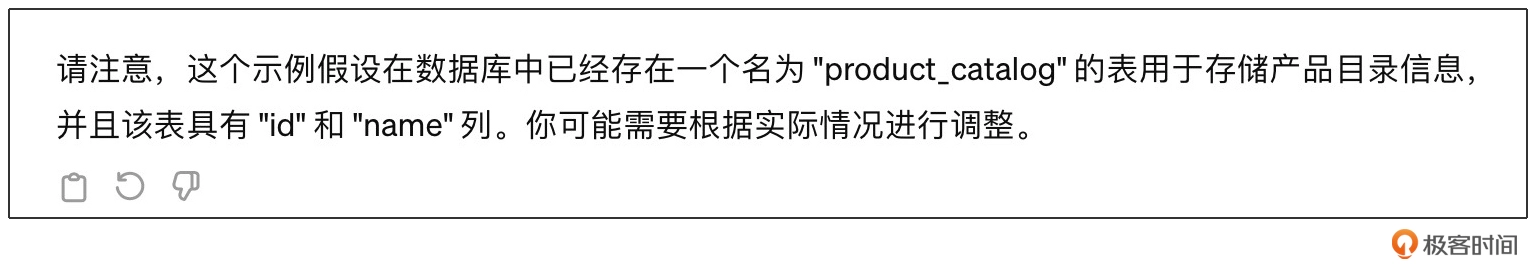 请注意，这个示例假设在数据库中已经存在一个名为 "product_catalog" 的表用于存储产品目录信息，
并且该表具有 "id" 和 "name" 列。你可能需要根据实际情况进行调整。
极客时间